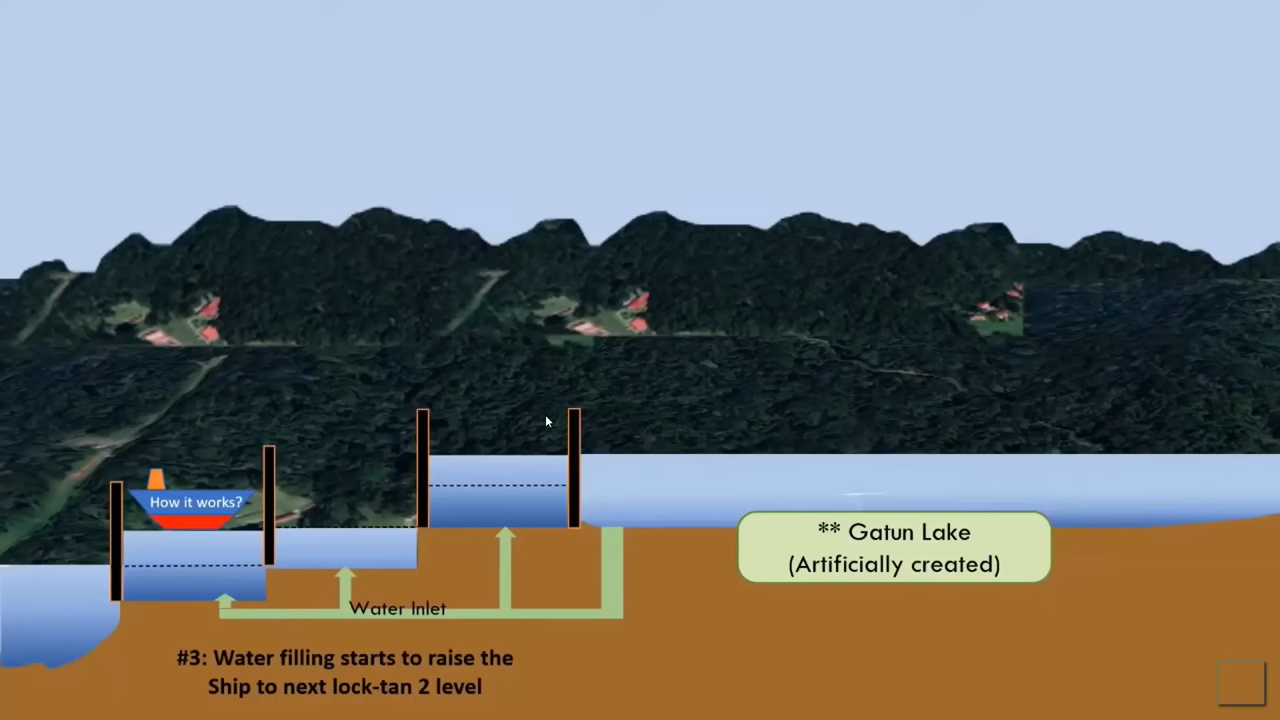 How it works?
** Gatun Lake
(Artificially created)
Water Inlet
#3: Water filling starts to raise the
Ship to next lock-tan 2 level